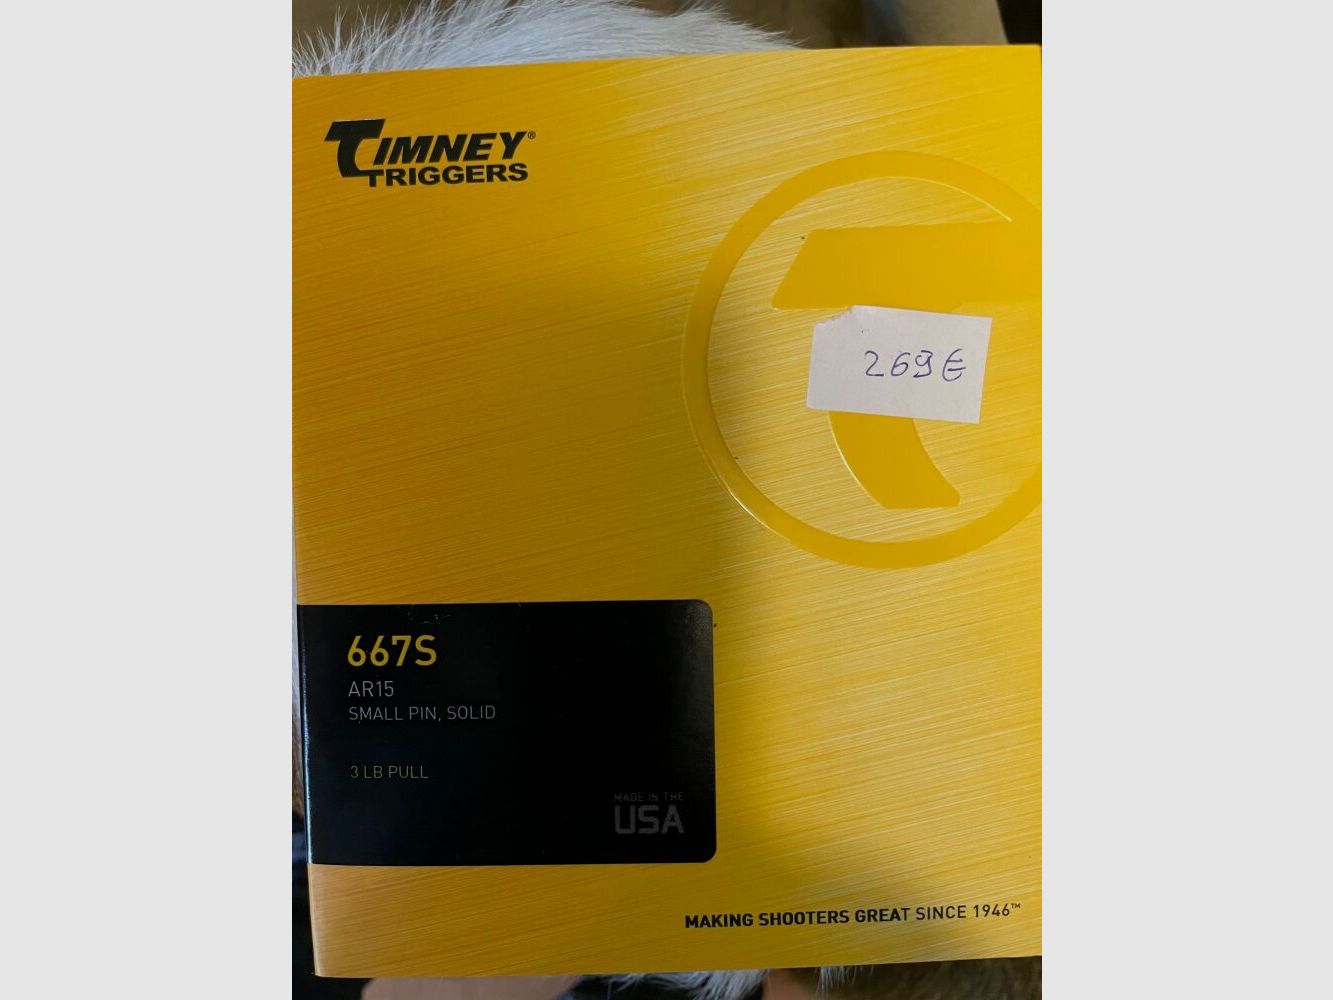 TIMNEY®
TRIGGERS
269€
667S
AR15
SMALL PIN, SOLID
3 LB PULL
MADE IN THE
USA
MAKING SHOOTERS GREAT SINCE 1946™